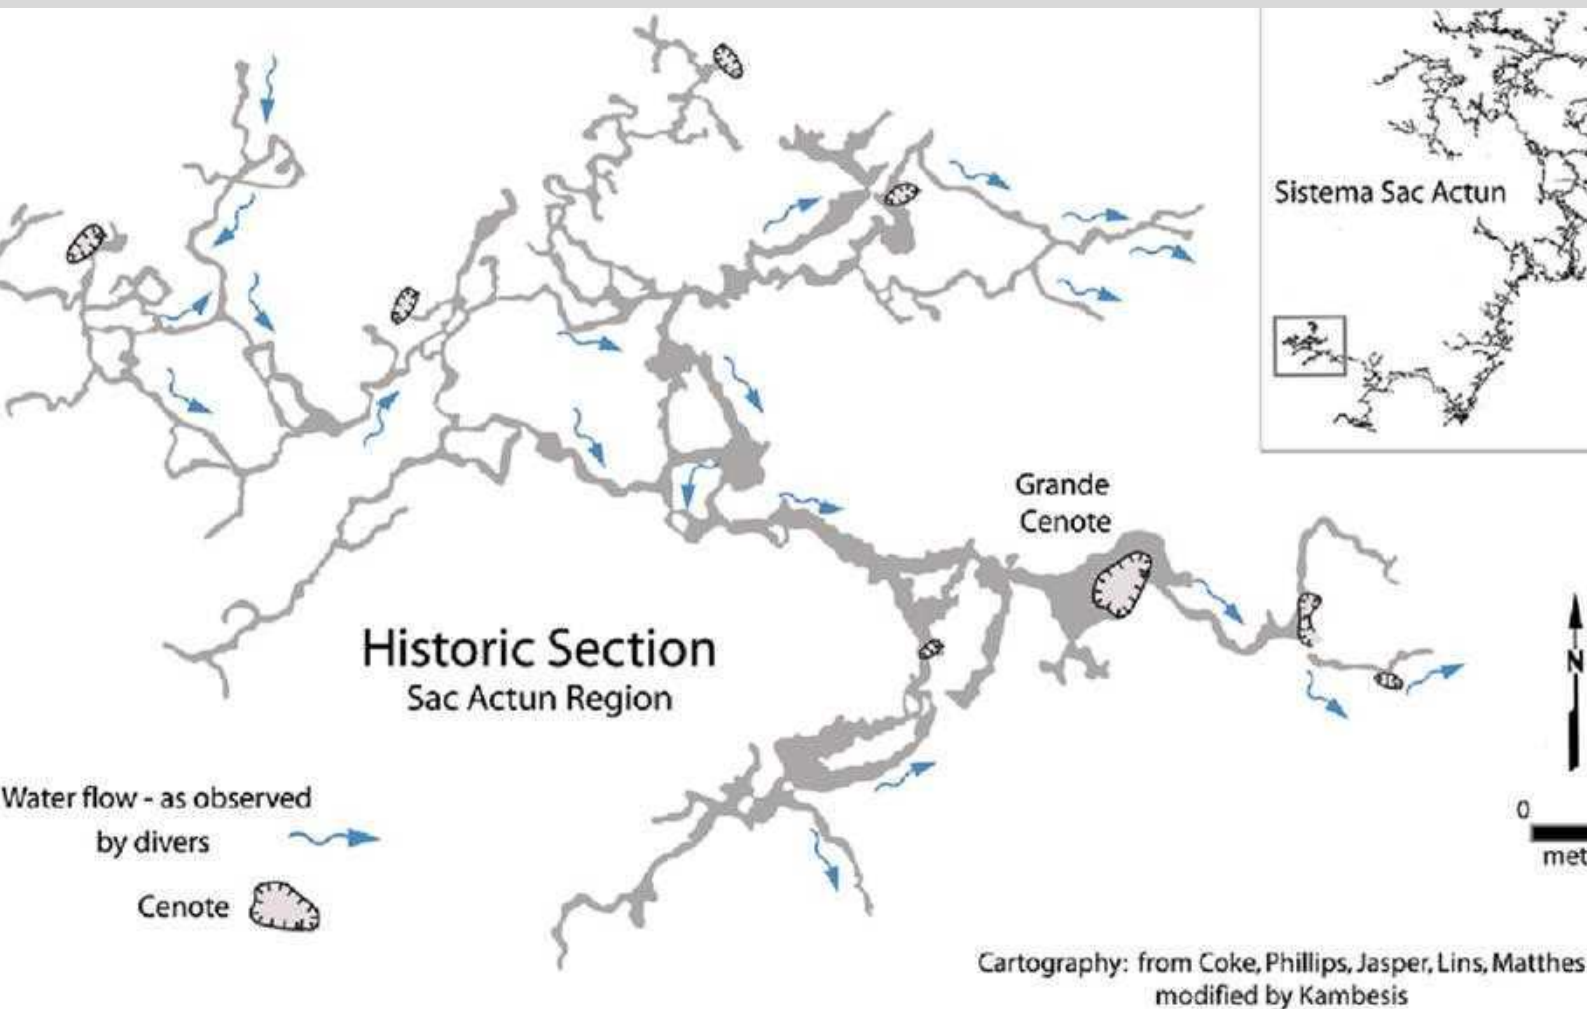 Sistema Sac Actun
Grande
Cenote
Historic Section
Sac Actun Region
N
Water flow - as observed
by divers
Cenote
0
met
Cartography: from Coke, Phillips, Jasper, Lins, Matthes
modified by Kambesis